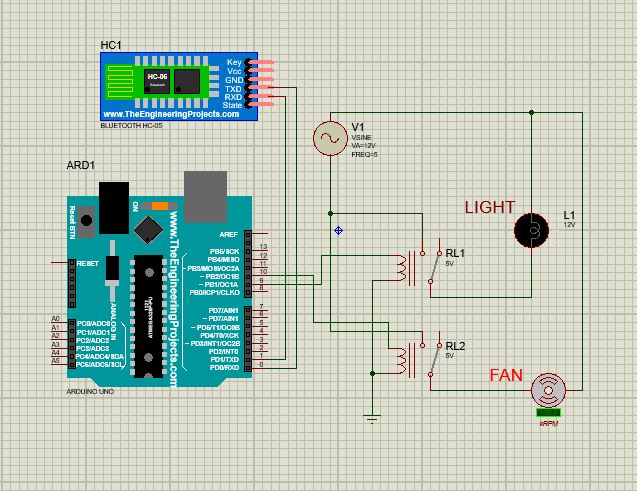 HC1
HC-06
Bluetooth
Key
Vcc
GND
TXD
RXD
State
www.TheEngineeringProjects.com
BLUETOOTH HC-05
V1
VSINE
VA=12V
FREQ=5
ARD1
Reset BTN
www.TheEngineeringProjects.com
AREF
13
PB5/SCK
12
PB4/MISO
11
~PB3/MOSI/OC2A
10
~PB2/OC1B
9
~PB1/OC1A
8
PB0/ICP1/CLKO
RESET
ANALOG IN
7
PD7/AIN1
6
~PD6/T1/OC0B
5
4
PD4/T0/XCK
3
~PD3/INT1/OC2B
2
PD2/INT0
1
PD1/TXD
0
PD0/RXD
A0
PC0/ADC0
A1
PC1/ADC1
A2
PC2/ADC2
A3
PC3/ADC3
A4
PC4/ADC4/SDA
A5
PC5/ADC5/SCL
ARDUINO UNO
LIGHT
L1
12V
RL1
5V
RL2
5V
FAN
kRPM